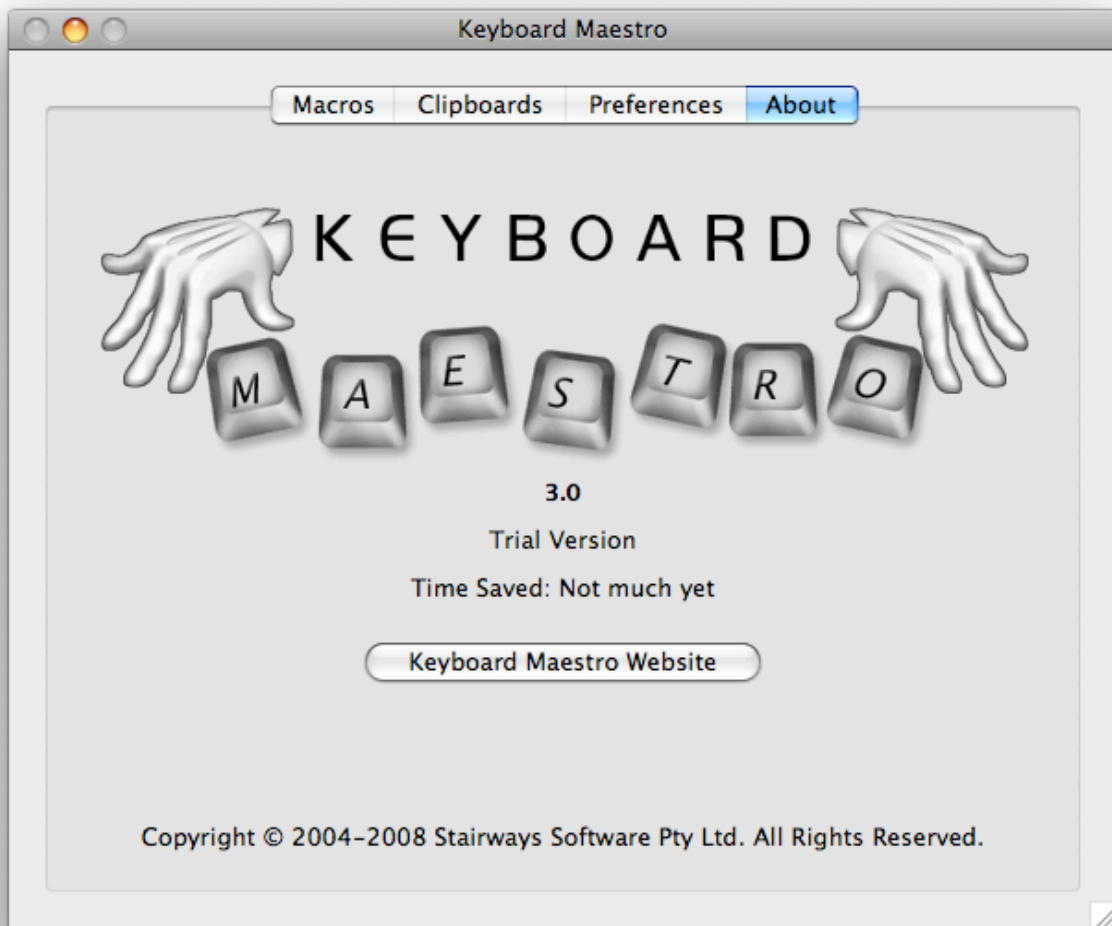 Keyboard Maestro
Macros Clipboards Preferences About
KEYBOARD
MAESTRO
3.0
Trial Version
Time Saved: Not much yet
Keyboard Maestro Website
Copyright © 2004–2008 Stairways Software Pty Ltd. All Rights Reserved.